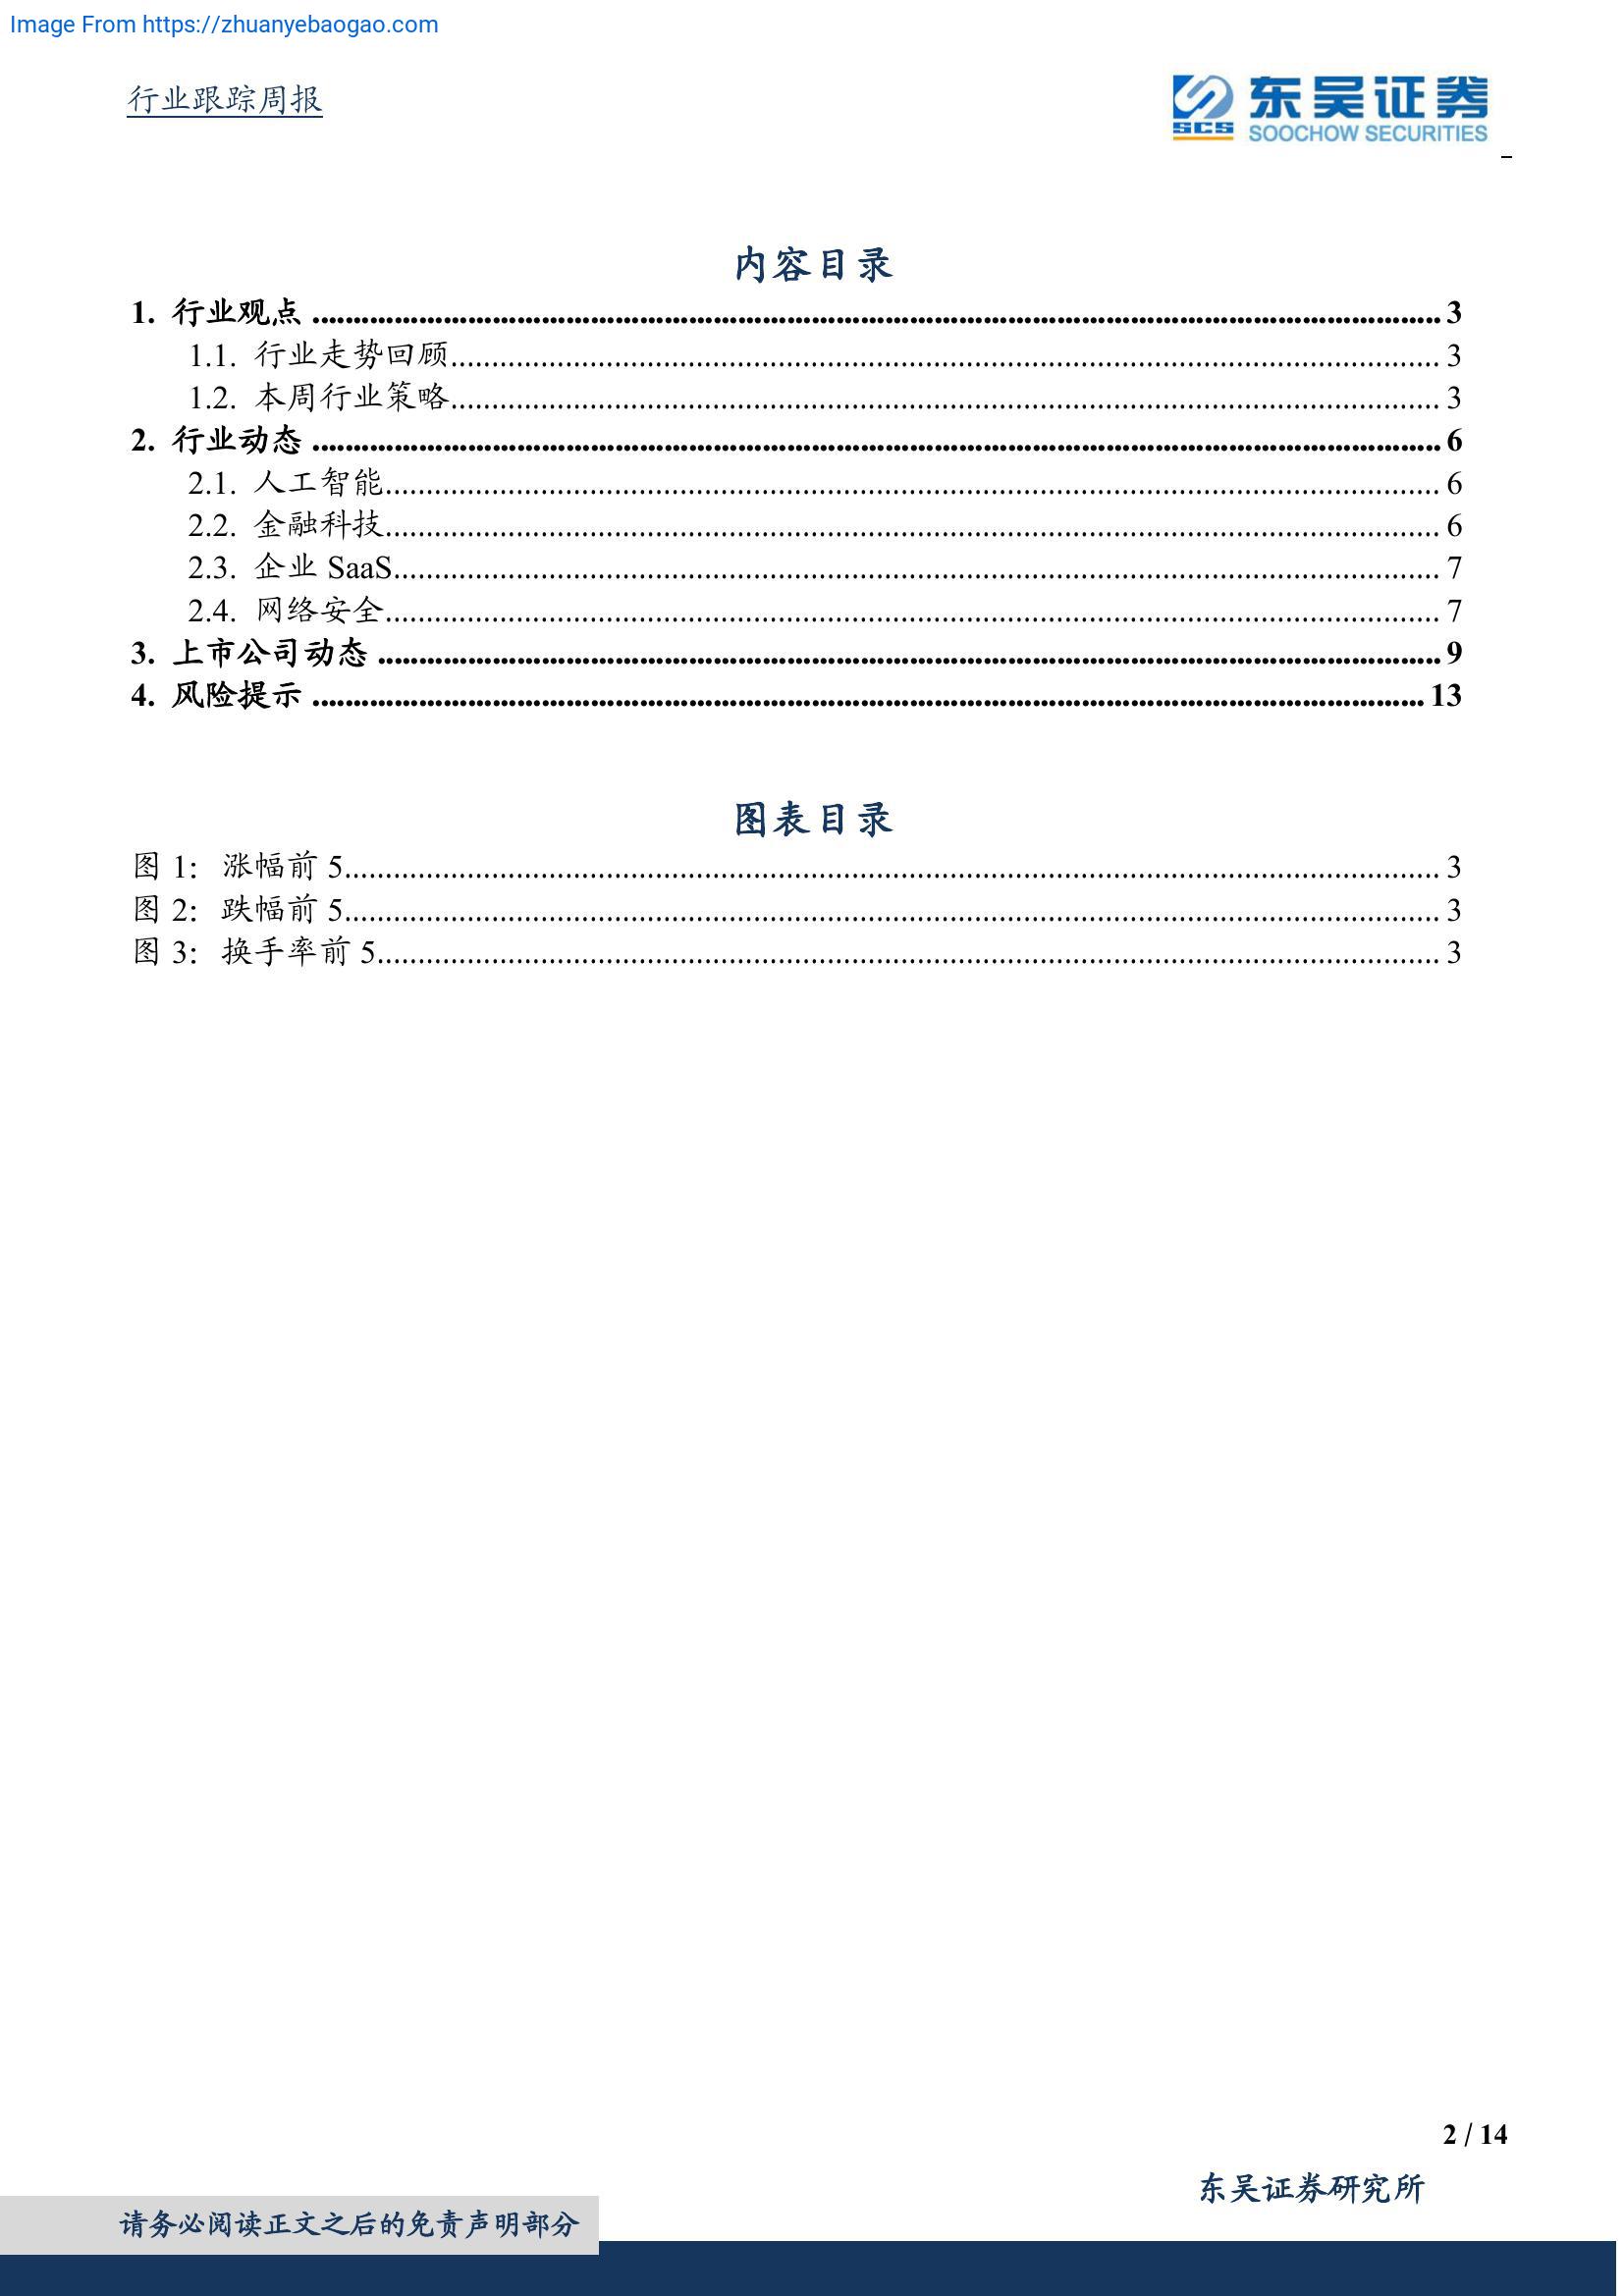 Image From https://zhuanyebaogao.com
行业跟踪周报
东吴证券
SCS
SOOCHOW SECURITIES
内容目录
1. 行业观点 ........ 3
1.1. 行业走势回顾 ........ 3
1.2. 本周行业策略 ........ 3
2. 行业动态 ........ 6
2.1. 人工智能 ........ 6
2.2. 金融科技 ........ 6
2.3. 企业 SaaS ........ 7
2.4. 网络安全 ........ 7
3. 上市公司动态 ........ 9
4. 风险提示 ........ 13
图表目录
图 1: 涨幅前 5 ........ 3
图 2: 跌幅前 5 ........ 3
图 3: 换手率前 5 ........ 3
2 / 14
东吴证券研究所
请务必阅读正文之后的免责声明部分